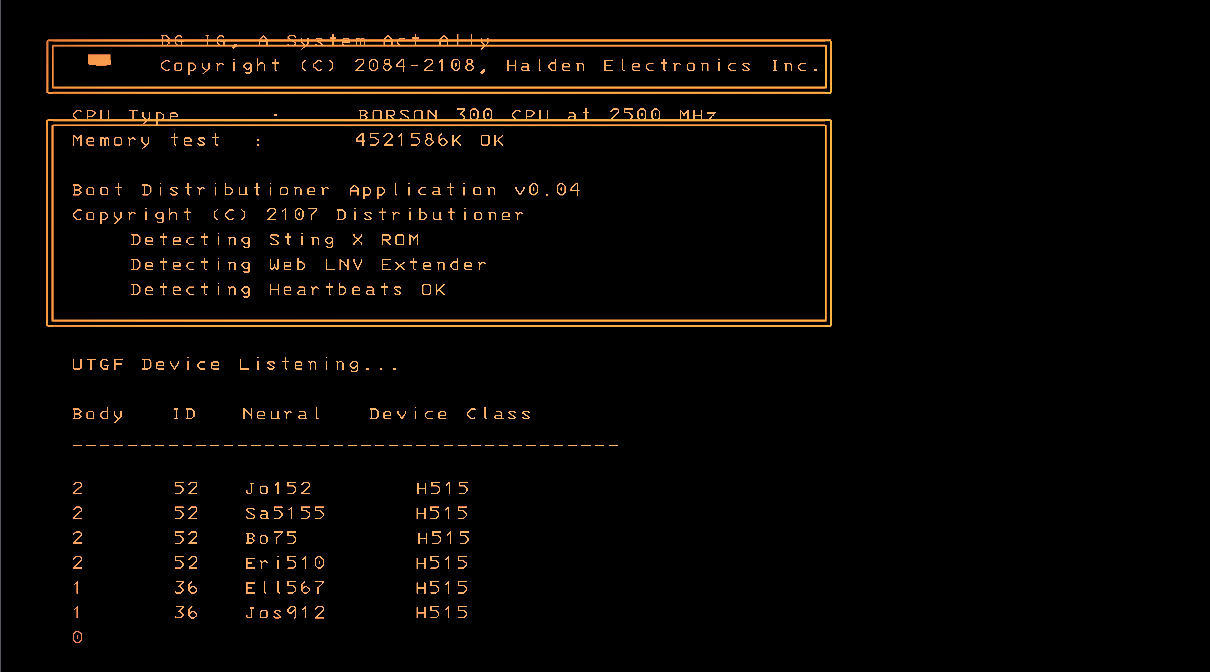 BG IG, A System Act Ally
Copyright (C) 2084-2108, Halden Electronics Inc.
CPU Type : BORSON 300 CPU at 2500 MHz
Memory test : 4521586K OK
Boot Distributioner Application v0.04
Copyright (C) 2107 Distributioner
Detecting Sting X ROM
Detecting Web LNV Extender
Detecting Heartbeats OK
UTGF Device Listening...
Body ID Neural Device Class
----------------------------------------
2 52 Jo152 H515
2 52 Sa5155 H515
2 52 Bo75 H515
2 52 Eri510 H515
1 36 Ell567 H515
1 36 Jos912 H515
0